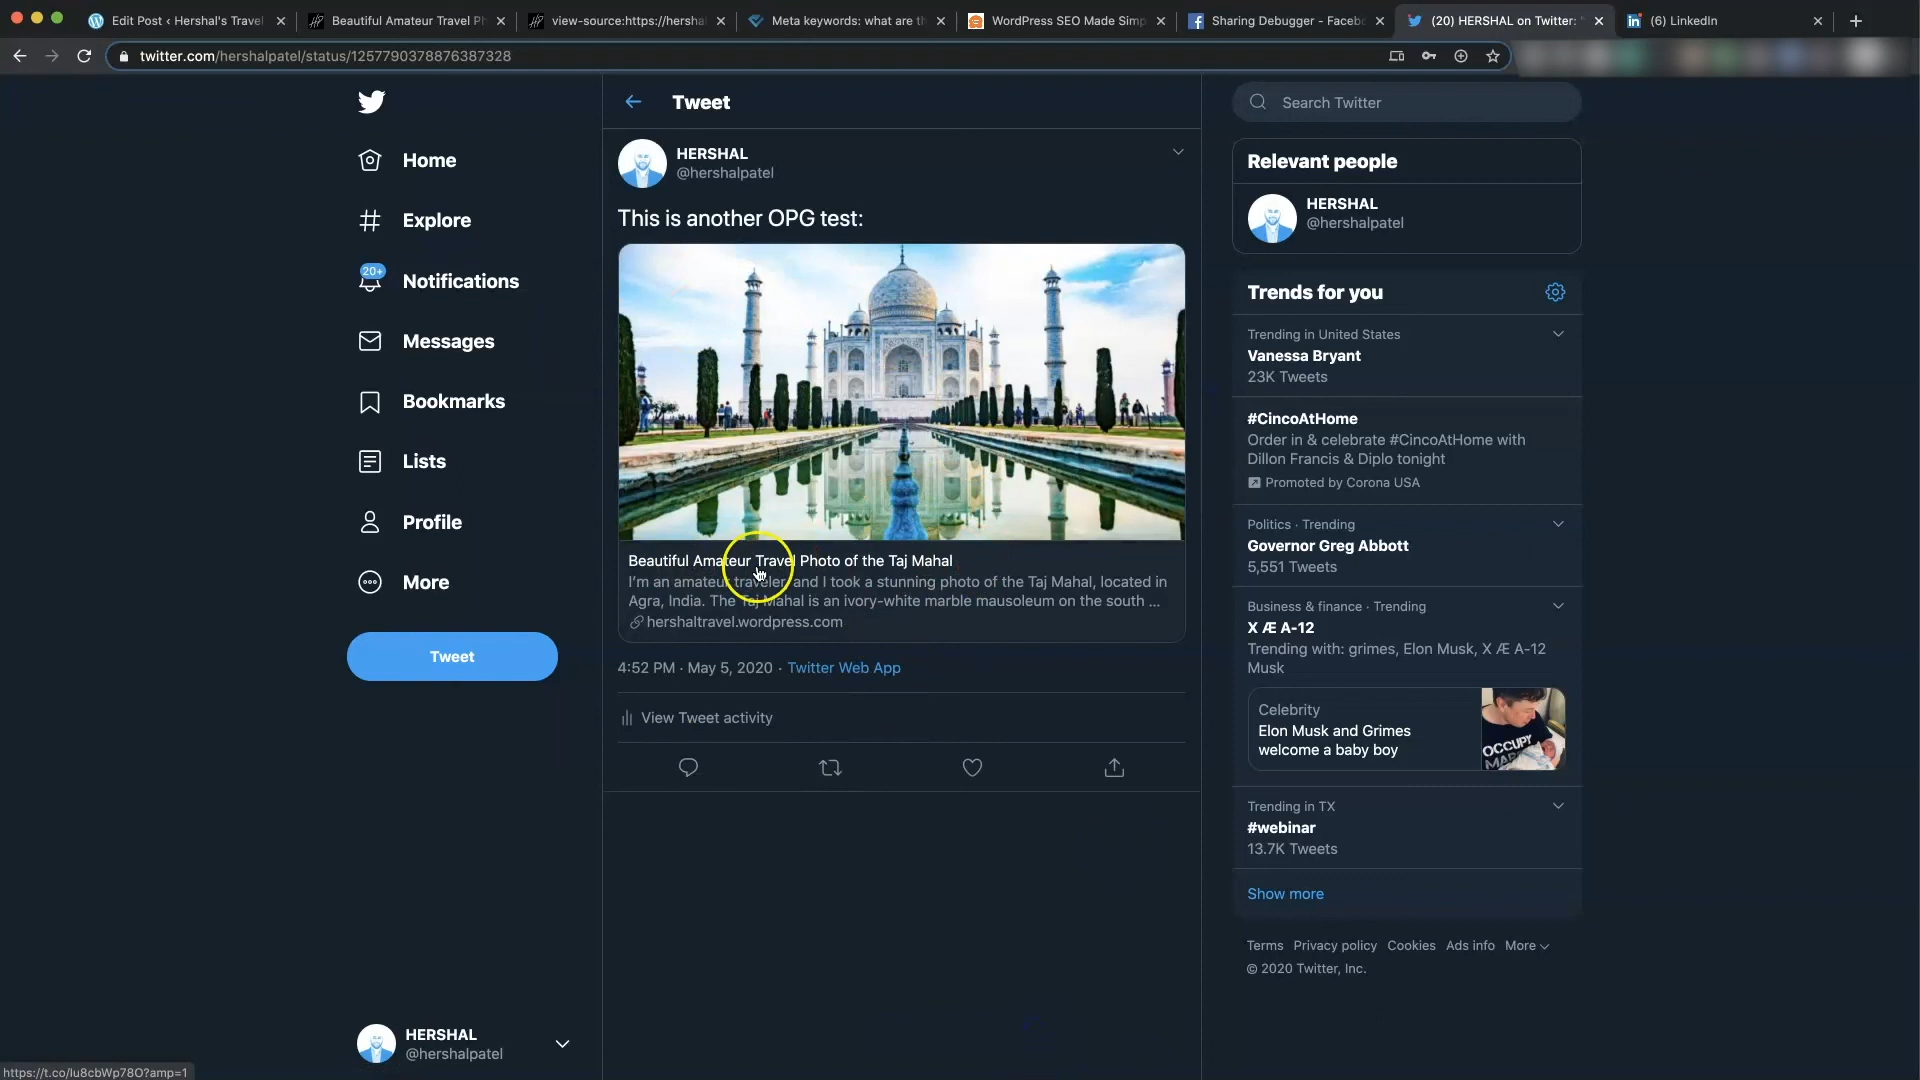 Edit Post ‹ Hershal's Travel
Beautiful Amateur Travel Ph
view-source:https://hershal
Meta keywords: what are th
WordPress SEO Made Simp
Sharing Debugger - Facebo
(20) HERSHAL on Twitter: "
(6) LinkedIn
twitter.com/hershalpatel/status/1257790378876387328
Home
Explore
20+
Notifications
Messages
Bookmarks
Lists
Profile
More
Tweet
HERSHAL
@hershalpatel
https://t.co/lu8cbWp78O?amp=1
Tweet
HERSHAL
@hershalpatel
This is another OPG test:
Beautiful Amateur Travel Photo of the Taj Mahal
I'm an amateur traveler, and I took a stunning photo of the Taj Mahal, located in
Agra, India. The Taj Mahal is an ivory-white marble mausoleum on the south ...
hershaltravel.wordpress.com
4:52 PM · May 5, 2020 · Twitter Web App
View Tweet activity
Search Twitter
Relevant people
HERSHAL
@hershalpatel
Trends for you
Trending in United States
Vanessa Bryant
23K Tweets
#CincoAtHome
Order in & celebrate #CincoAtHome with
Dillon Francis & Diplo tonight
Promoted by Corona USA
Politics · Trending
Governor Greg Abbott
5,551 Tweets
Business & finance · Trending
X Æ A-12
Trending with: grimes, Elon Musk, X Æ A-12
Musk
Celebrity
Elon Musk and Grimes
welcome a baby boy
OCCUPY
MARS
Trending in TX
#webinar
13.7K Tweets
Show more
Terms Privacy policy Cookies Ads info More
© 2020 Twitter, Inc.